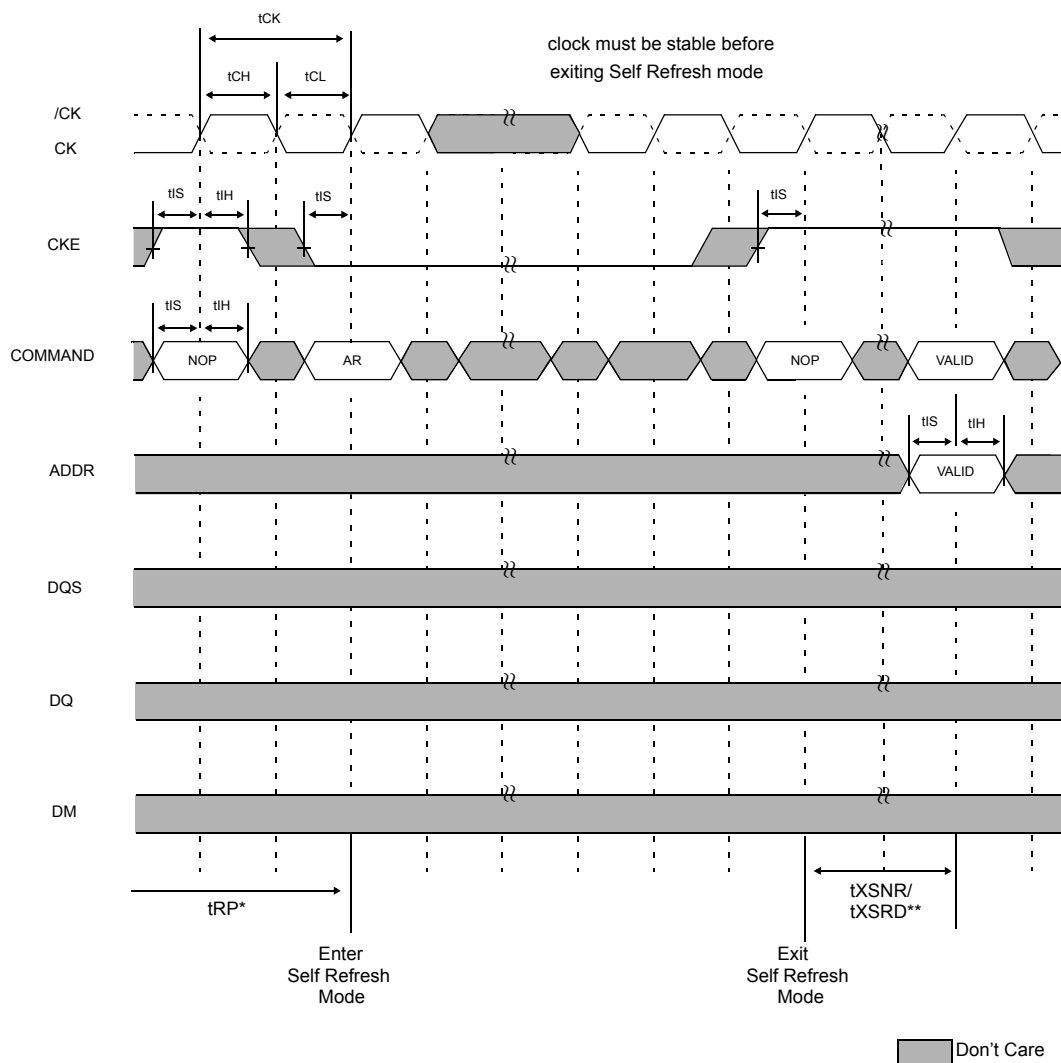 tCK
clock must be stable before
exiting Self Refresh mode
tCH
tCL
/CK
CK
tIS
tIH
tIS
tIS
CKE
tIS
tIH
COMMAND
NOP
AR
NOP
VALID
tIS
tIH
ADDR
VALID
DQS
DQ
DM
tRP*
tXSNR/
tXSRD**
Enter
Self Refresh
Mode
Exit
Self Refresh
Mode
Don't Care